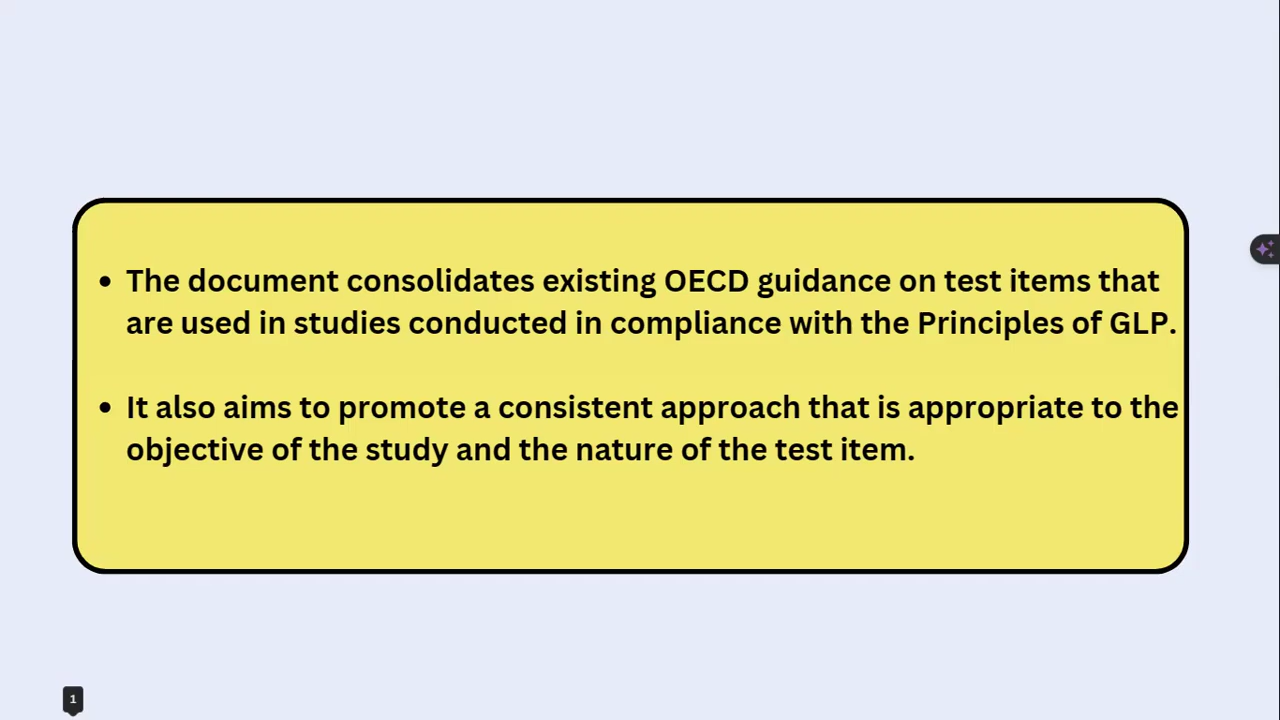 • The document consolidates existing OECD guidance on test items that
are used in studies conducted in compliance with the Principles of GLP.
• It also aims to promote a consistent approach that is appropriate to the
objective of the study and the nature of the test item.
1